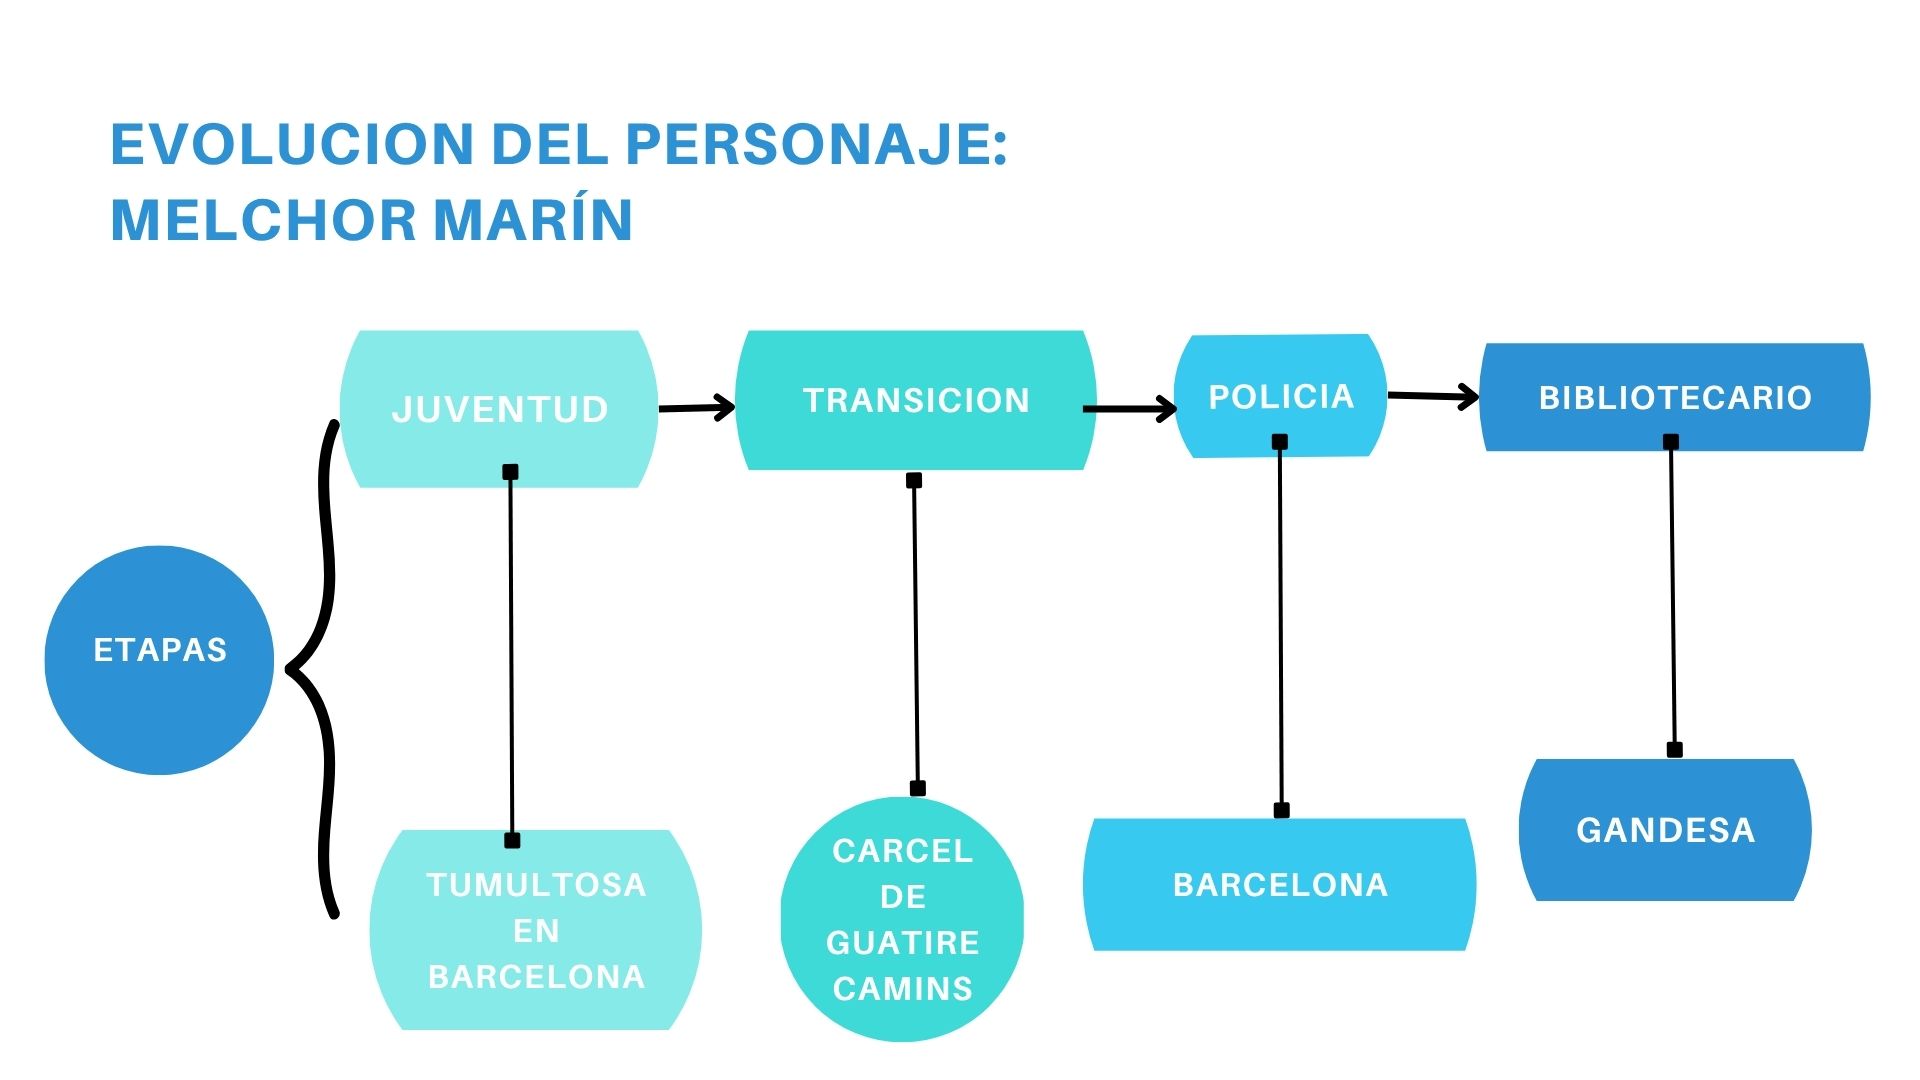 EVOLUCION DEL PERSONAJE:
MELCHOR MARÍN
JUVENTUD
TRANSICION
POLICIA
BIBLIOTECARIO
ETAPAS
TUMULTOSA
EN
BARCELONA
CARCEL
DE
GUATIRE
CAMINS
BARCELONA
GANDESA